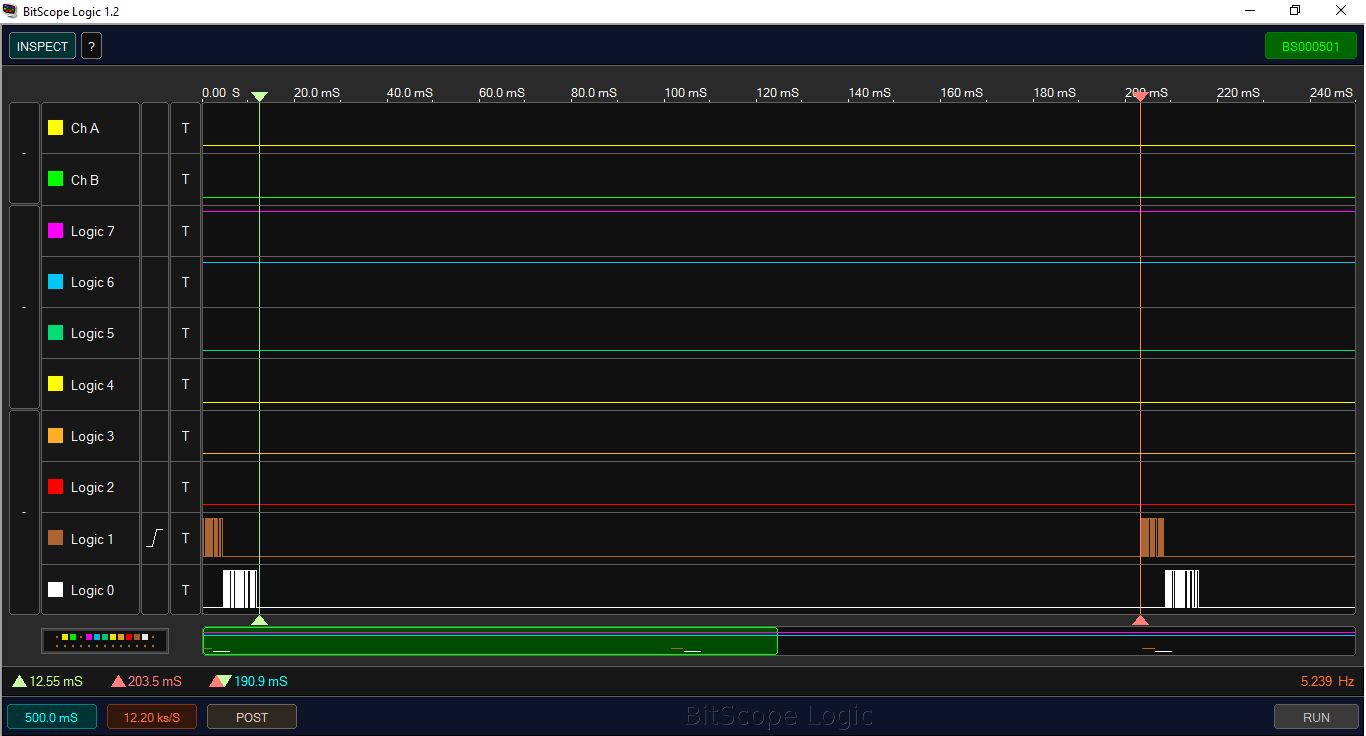 BitScope Logic 1.2
INSPECT ? BS000501
0.00 S 20.0 mS 40.0 mS 60.0 mS 80.0 mS 100 mS 120 mS 140 mS 160 mS 180 mS 200 mS 220 mS 240 mS
Ch A T
- 
Ch B T
Logic 7 T
Logic 6 T
-
Logic 5 T
Logic 4 T
Logic 3 T
Logic 2 T
-
Logic 1 T
Logic 0 T
12.55 mS 203.5 mS 190.9 mS 5.239 Hz
500.0 mS 12.20 ks/S POST BitScope Logic RUN